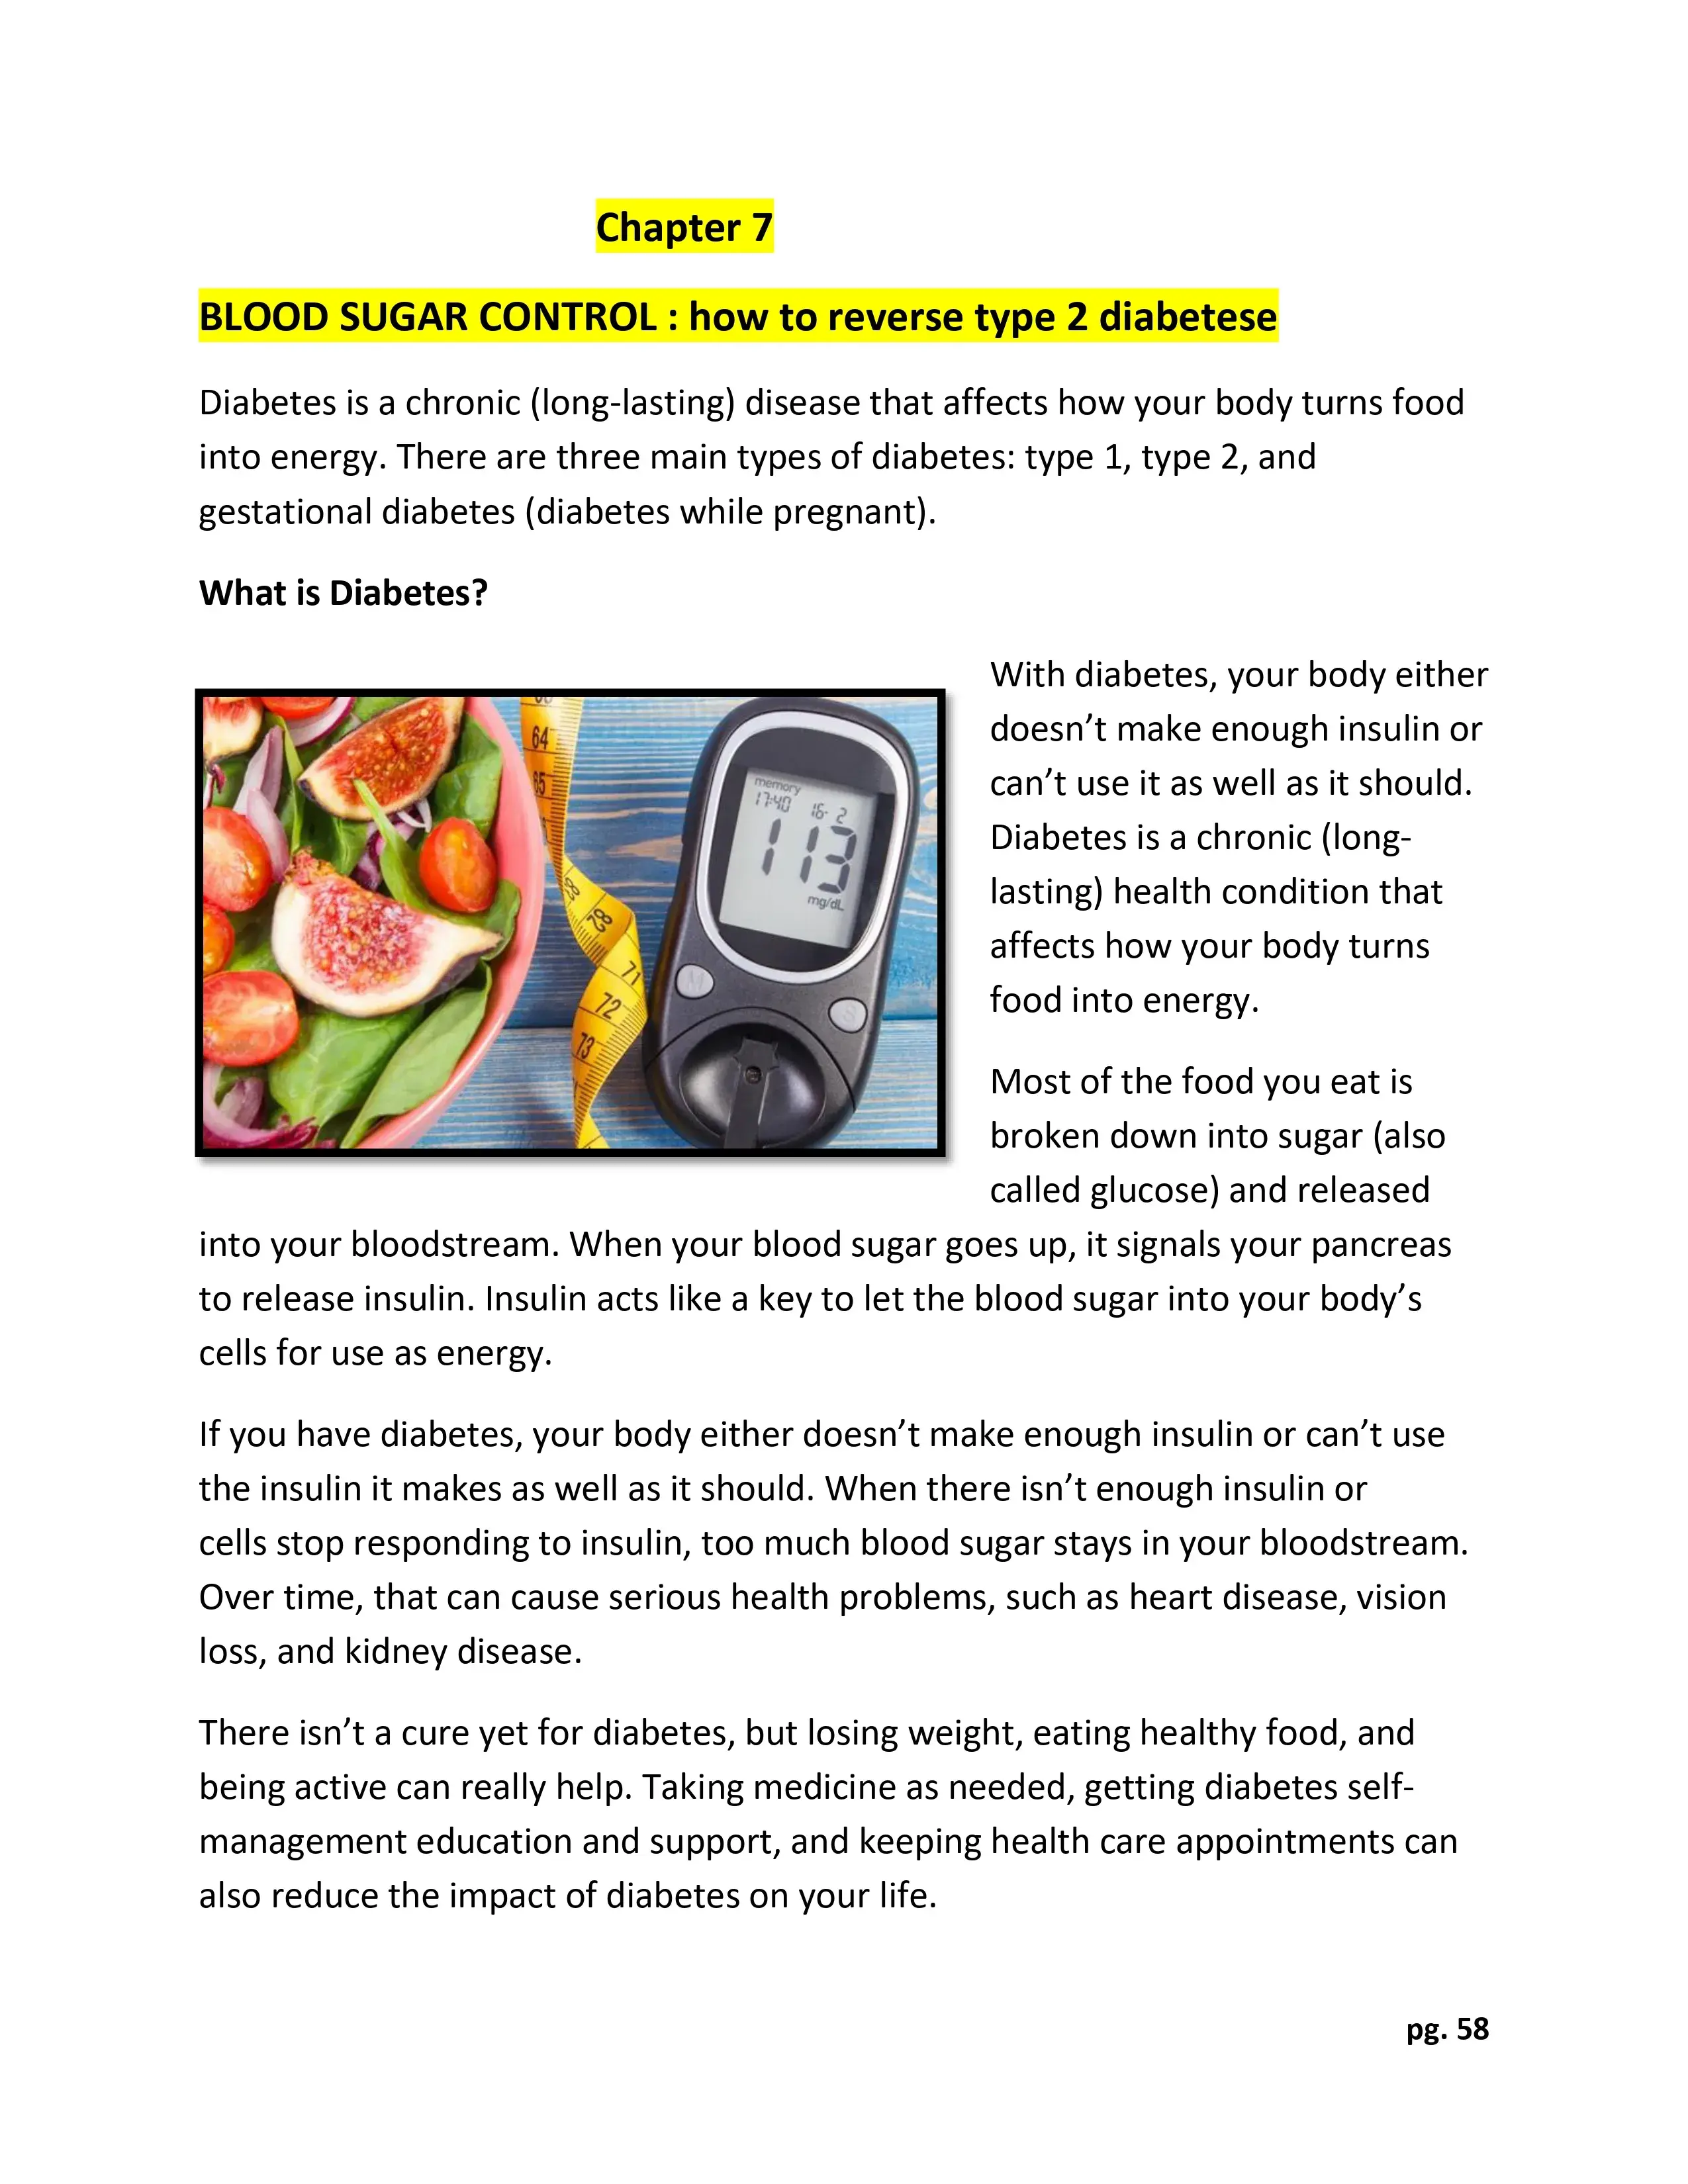 Chapter 7
BLOOD SUGAR CONTROL : how to reverse type 2 diabetese
Diabetes is a chronic (long-lasting) disease that affects how your body turns food
into energy. There are three main types of diabetes: type 1, type 2, and
gestational diabetes (diabetes while pregnant).
What is Diabetes?
64
65
68
78
71
72
73
memory
17:40 16- 2
113
mg/dL
M
S
With diabetes, your body either
doesn’t make enough insulin or
can’t use it as well as it should.
Diabetes is a chronic (long-
lasting) health condition that
affects how your body turns
food into energy.
Most of the food you eat is
broken down into sugar (also
called glucose) and released
into your bloodstream. When your blood sugar goes up, it signals your pancreas
to release insulin. Insulin acts like a key to let the blood sugar into your body’s
cells for use as energy.
If you have diabetes, your body either doesn’t make enough insulin or can’t use
the insulin it makes as well as it should. When there isn’t enough insulin or
cells stop responding to insulin, too much blood sugar stays in your bloodstream.
Over time, that can cause serious health problems, such as heart disease, vision
loss, and kidney disease.
There isn’t a cure yet for diabetes, but losing weight, eating healthy food, and
being active can really help. Taking medicine as needed, getting diabetes self-
management education and support, and keeping health care appointments can
also reduce the impact of diabetes on your life.
pg. 58